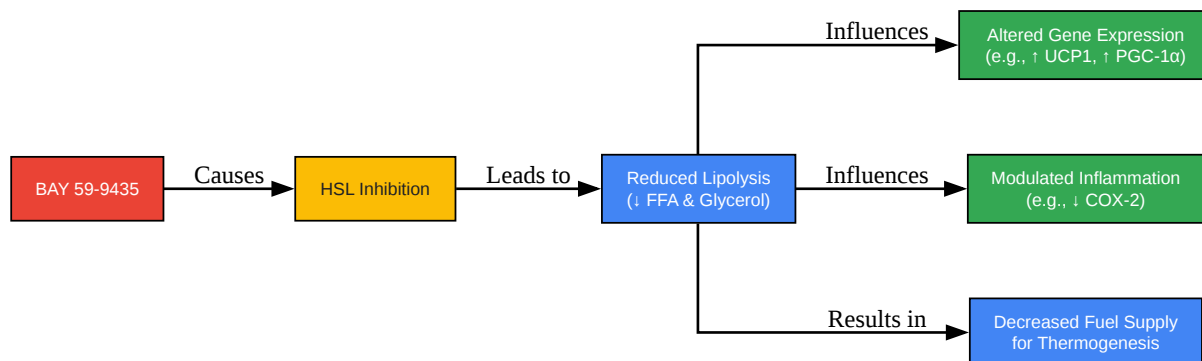 Influences
Altered Gene Expression
(e.g., ↑ UCP1, ↑ PGC-1α)
BAY 59-9435
Causes
HSL Inhibition
Leads to
Reduced Lipolysis
(↓ FFA & Glycerol)
Influences
Modulated Inflammation
(e.g., ↓ COX-2)
Results in
Decreased Fuel Supply
for Thermogenesis